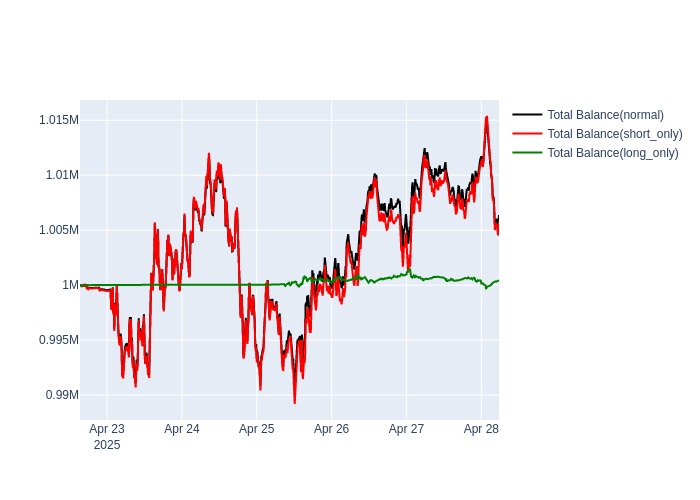 1.015M
1.01M
1.005M
1M
0.995M
0.99M
Apr 23
2025
Apr 24
Apr 25
Apr 26
Apr 27
Apr 28
Total Balance(normal)
Total Balance(short_only)
Total Balance(long_only)